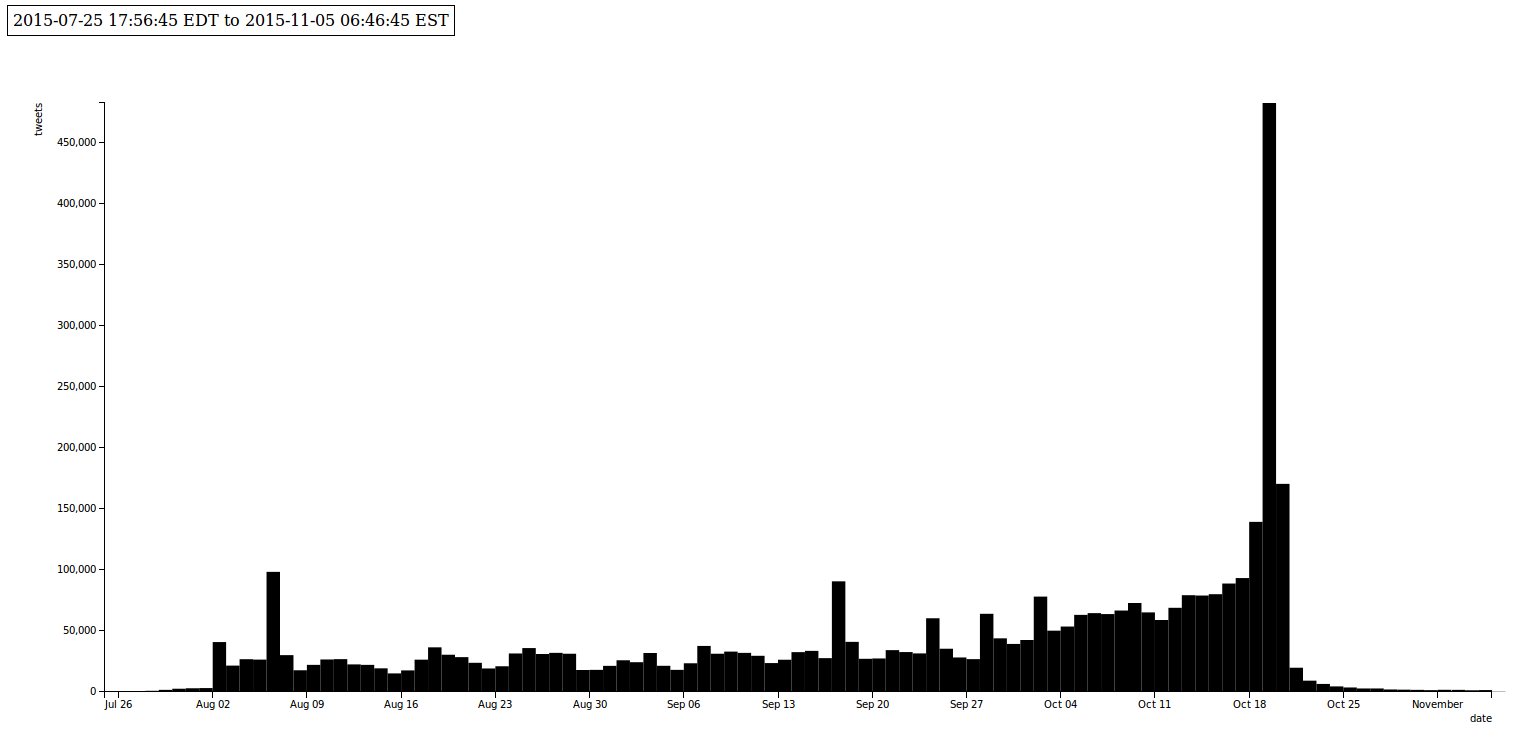 2015-07-25 17:56:45 EDT to 2015-11-05 06:46:45 EST
tweets
450,000
400,000
350,000
300,000
250,000
200,000
150,000
100,000
50,000
0
Jul 26 Aug 02 Aug 09 Aug 16 Aug 23 Aug 30 Sep 06 Sep 13 Sep 20 Sep 27 Oct 04 Oct 11 Oct 18 Oct 25 November
date